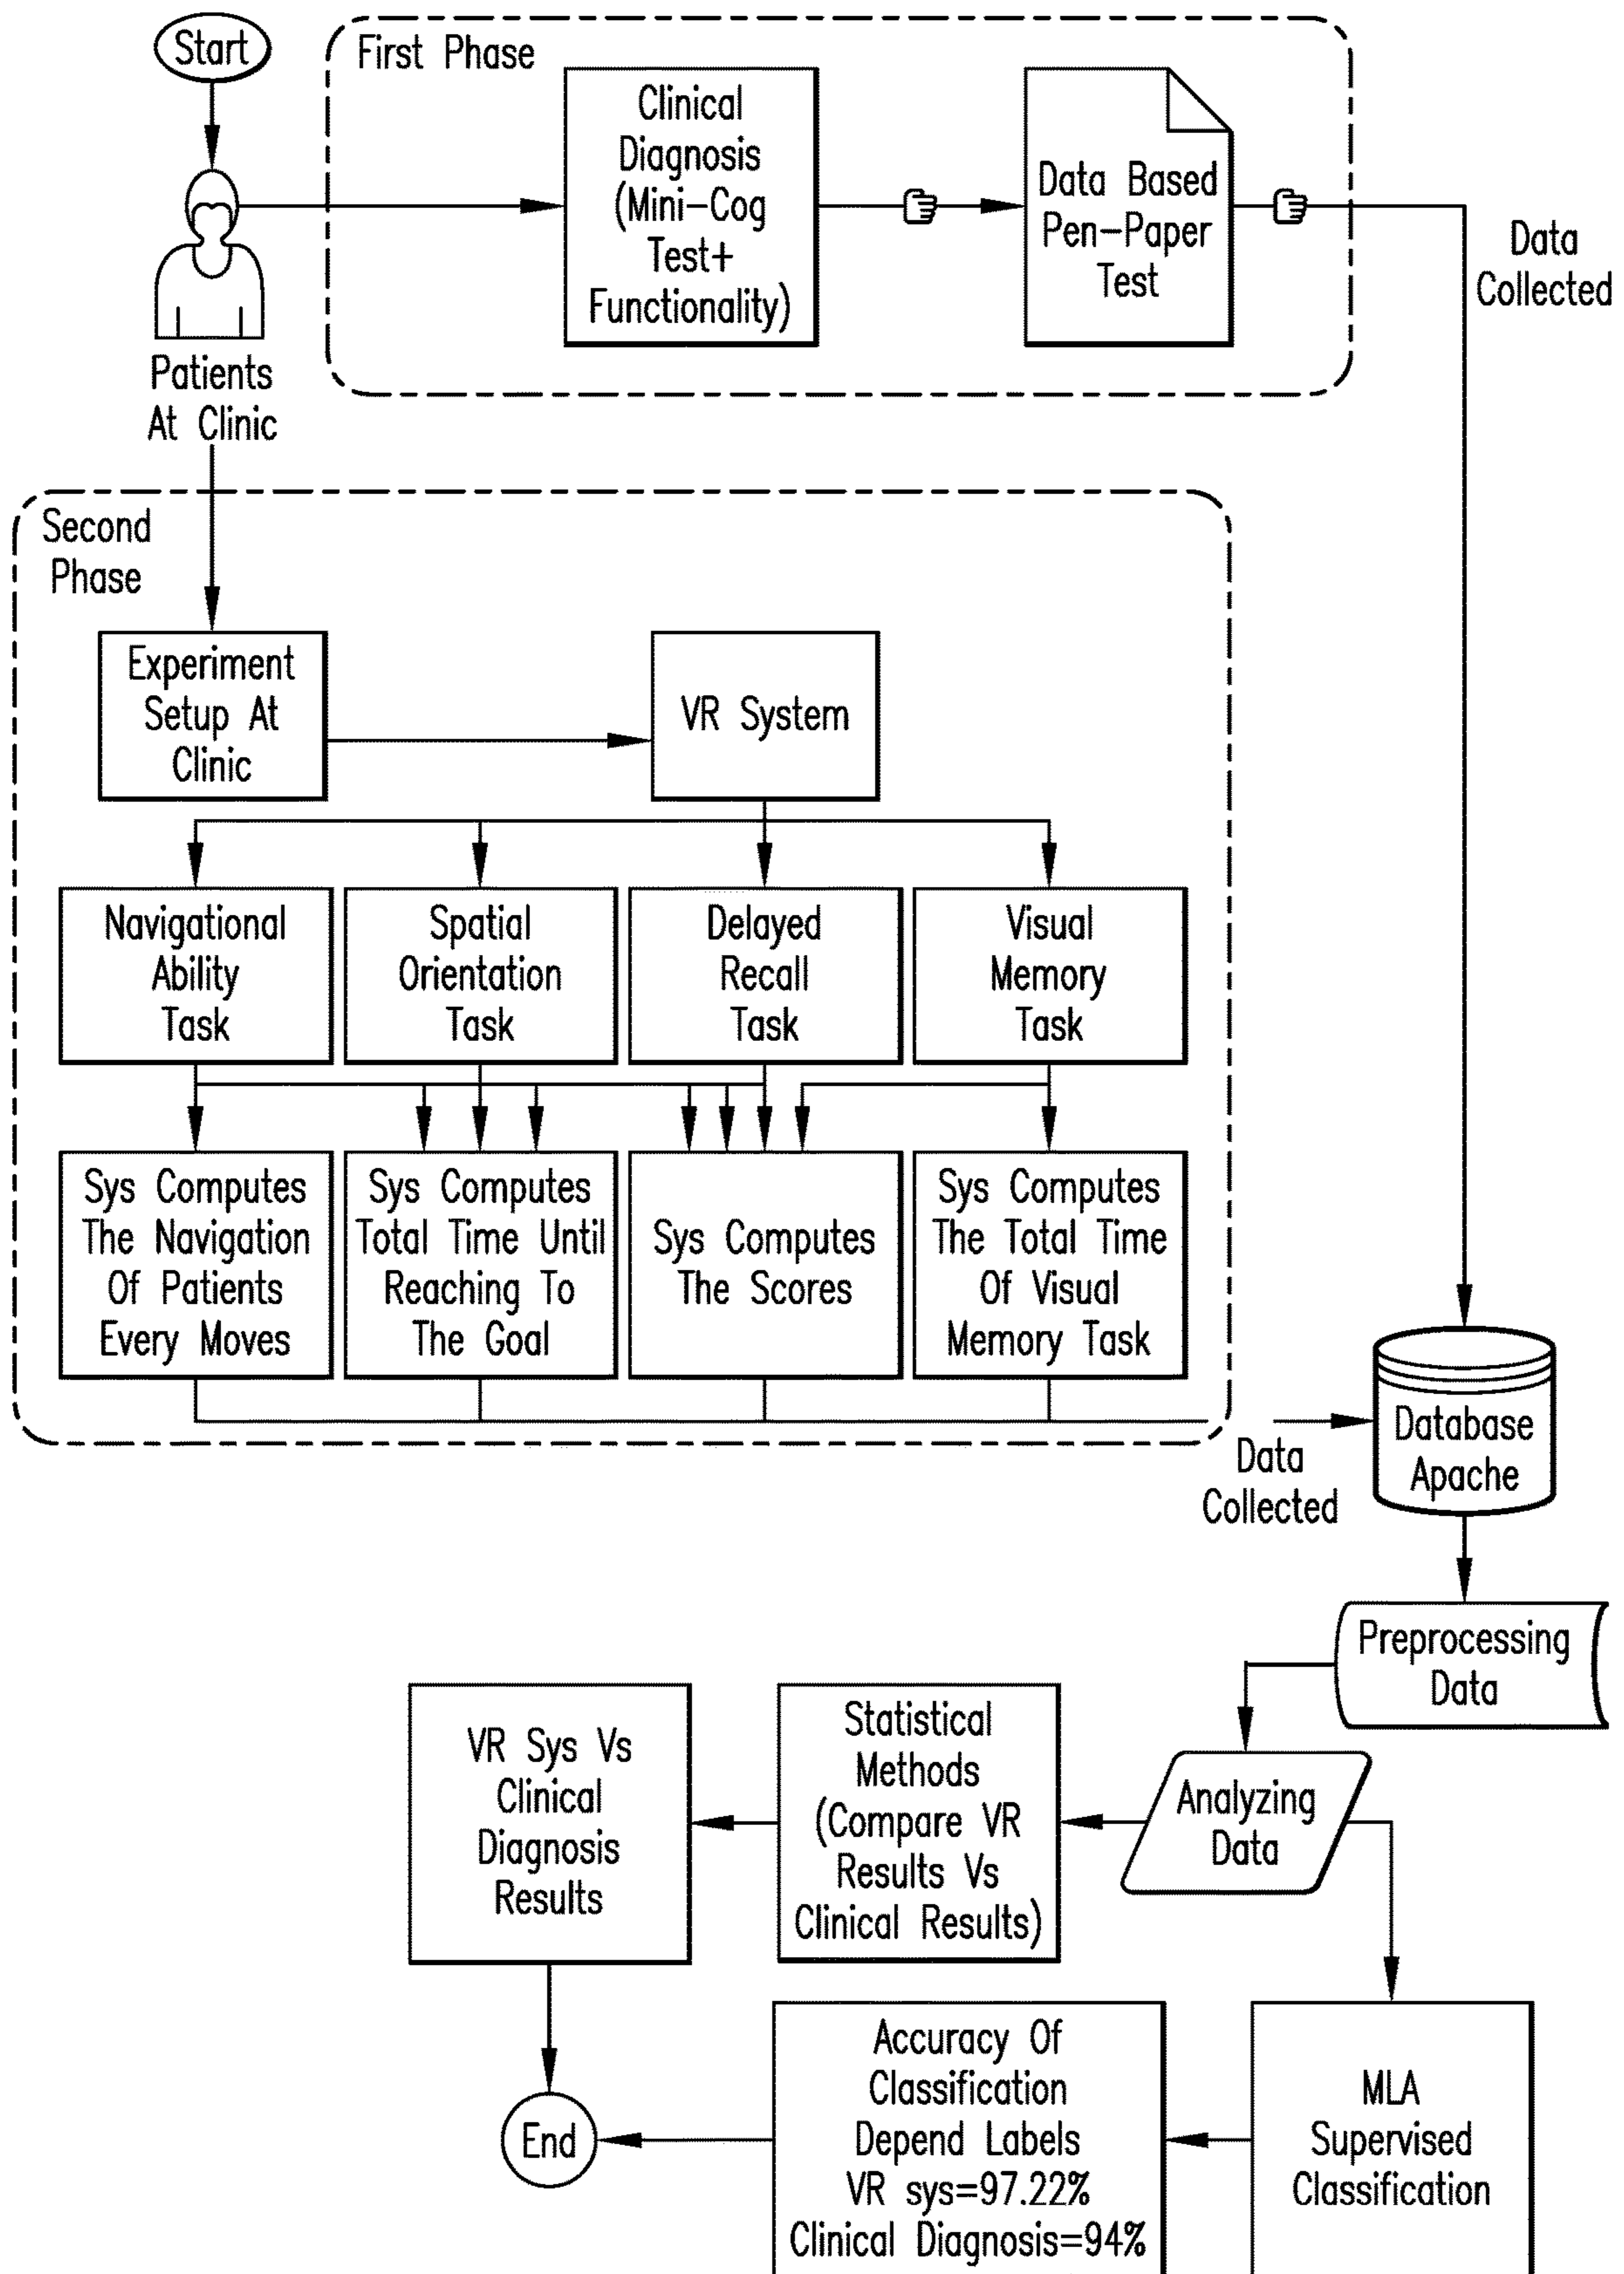 Start
First Phase
Clinical
Diagnosis
(Mini-Cog
Test+
Functionality)
Data Based
Pen-Paper
Test
Data
Collected
Patients
At Clinic
Second
Phase
Experiment
Setup At
Clinic
VR System
Navigational
Ability
Task
Spatial
Orientation
Task
Delayed
Recall
Task
Visual
Memory
Task
Sys Computes
The Navigation
Of Patients
Every Moves
Sys Computes
Total Time Until
Reaching To
The Goal
Sys Computes
The Scores
Sys Computes
The Total Time
Of Visual
Memory Task
Data
Collected
Database
Apache
Preprocessing
Data
Analyzing
Data
Statistical
Methods
(Compare VR
Results Vs
Clinical Results)
VR Sys Vs
Clinical
Diagnosis
Results
MLA
Supervised
Classification
Accuracy Of
Classification
Depend Labels
VR sys=97.22%
Clinical Diagnosis=94%
End